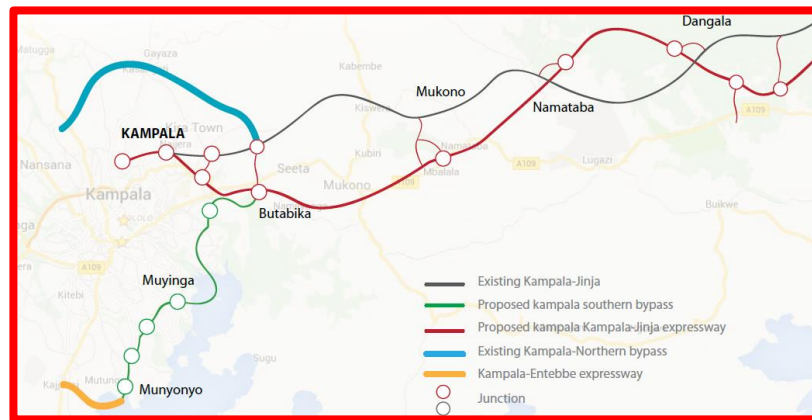 Dangala
Matugga
Gayaza
Kabembe
Mukono
Namataba
Kiswera
KAMPALA
Kira Town
Nansana
Kubiri
Seeta
Mukono
Mbalala
A109
Lugazi
A109
Kampala
Butabika
Buikwe
A109
Muyinga
Kitebi
Existing Kampala-Jinja
Proposed kampala southern bypass
Proposed kampala Kampala-Jinja expressway
Existing Kampala-Northern bypass
Kampala-Entebbe expressway
Sugu
Munyonyo
Junction